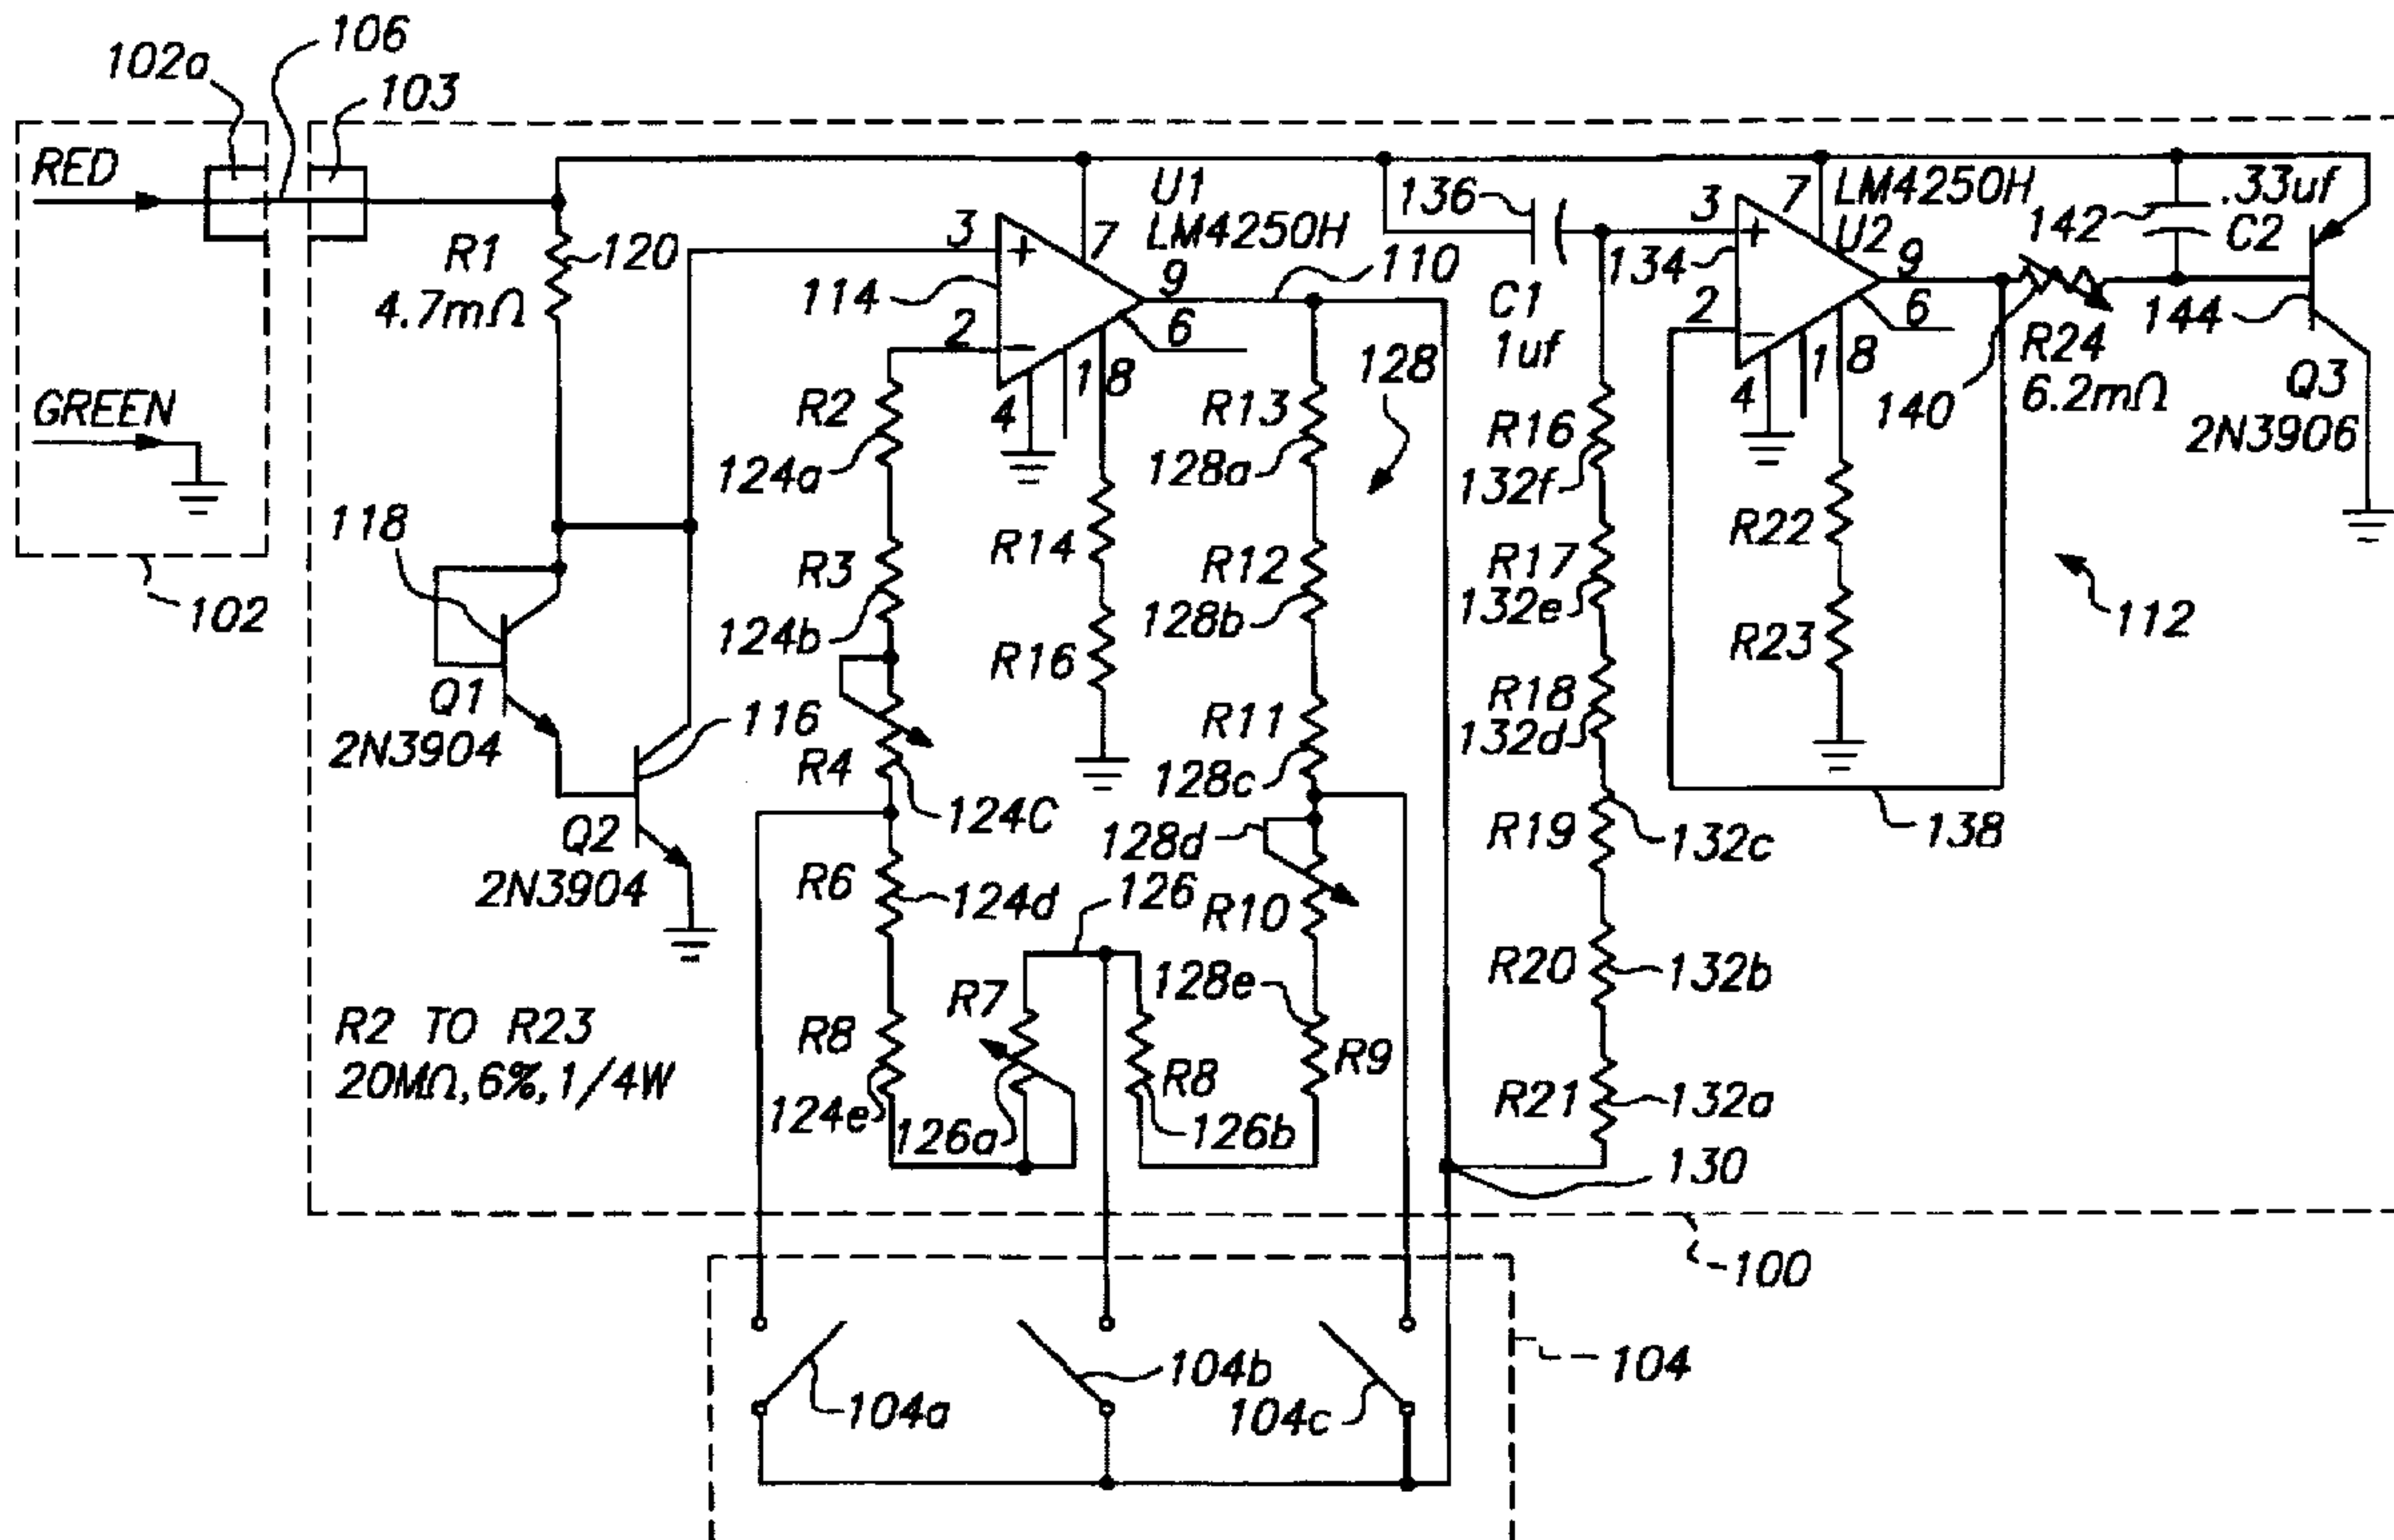 106
102a
103
RED
R1
120
4.7mΩ
GREEN
118
102
Q1
2N3904
116
Q2
2N3904
R2 TO R23
20MΩ, 6%, 1/4W
3
+
7
U1
LM4250H
114
9
110
2
−
6
1
8
4
R2
124a
R3
124b
R4
124C
R6
124d
R8
124e
R14
R16
R13
128a
128
R12
128b
R11
128c
128d
R10
126
128e
R7
R8
R9
126a
126b
136
C1
1uf
3
+
7
LM4250H
U2
134
9
2
−
6
1
8
4
142
.33uf
C2
R24
6.2mΩ
140
144
Q3
2N3906
R16
132f
R17
132e
R18
132d
R19
132c
R20
132b
R21
132a
R22
R23
112
138
130
100
104a
104b
104c
104